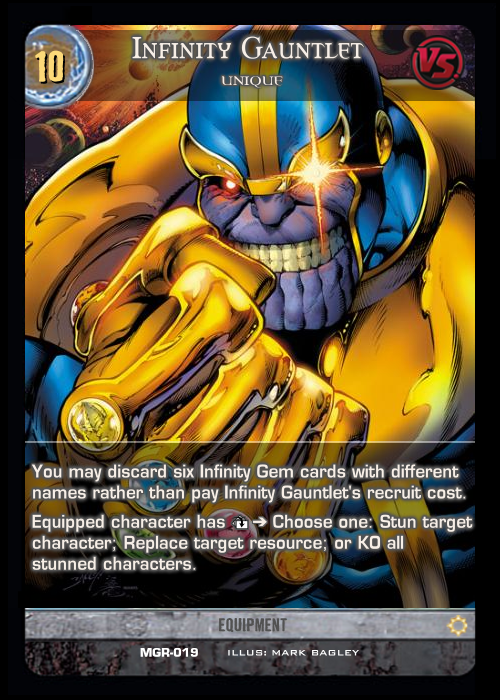 10
Infinity Gauntlet
VS
UNIQUE
You may discard six Infinity Gem cards with different
names rather than pay Infinity Gauntlet's recruit cost.
Equipped character has ➔ Choose one: Stun target
character; Replace target resource; or KO all
stunned characters.
EQUIPMENT
MGR-019 ILLUS: MARK BAGLEY